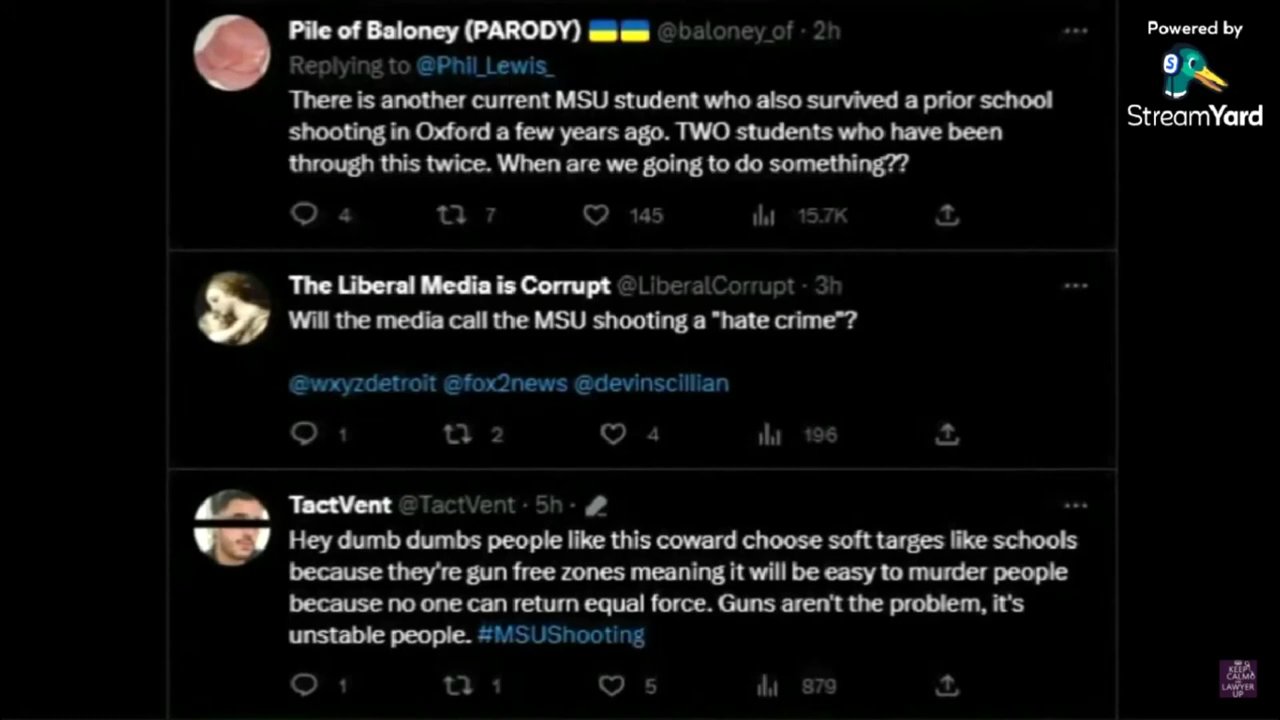 Pile of Baloney (PARODY) 🇺🇦🇺🇦 @baloney_of · 2h
Replying to @Phil_Lewis_
There is another current MSU student who also survived a prior school
shooting in Oxford a few years ago. TWO students who have been
through this twice. When are we going to do something??
4 7 145 15.7K
The Liberal Media is Corrupt @LiberalCorrupt · 3h
Will the media call the MSU shooting a "hate crime"?
@wxyzdetroit @fox2news @devinscillian
1 2 4 196
TactVent @TactVent · 5h ·
Hey dumb dumbs people like this coward choose soft targes like schools
because they're gun free zones meaning it will be easy to murder people
because no one can return equal force. Guns aren't the problem, it's
unstable people. #MSUShooting
1 1 5 879
Powered by
S
StreamYard
KEEP
CALM
LAWYER
UP